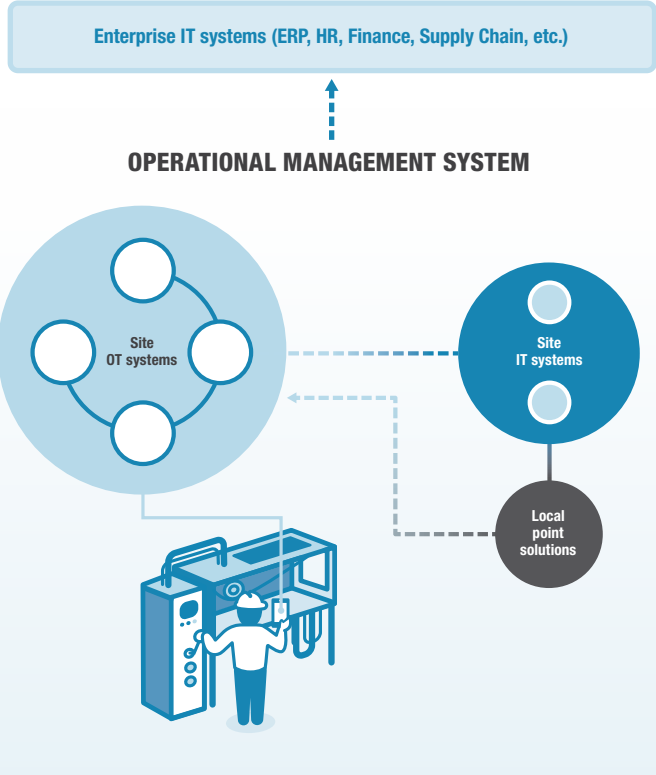 Enterprise IT systems (ERP, HR, Finance, Supply Chain, etc.)
OPERATIONAL MANAGEMENT SYSTEM
Site
OT systems
Site
IT systems
Local
point
solutions